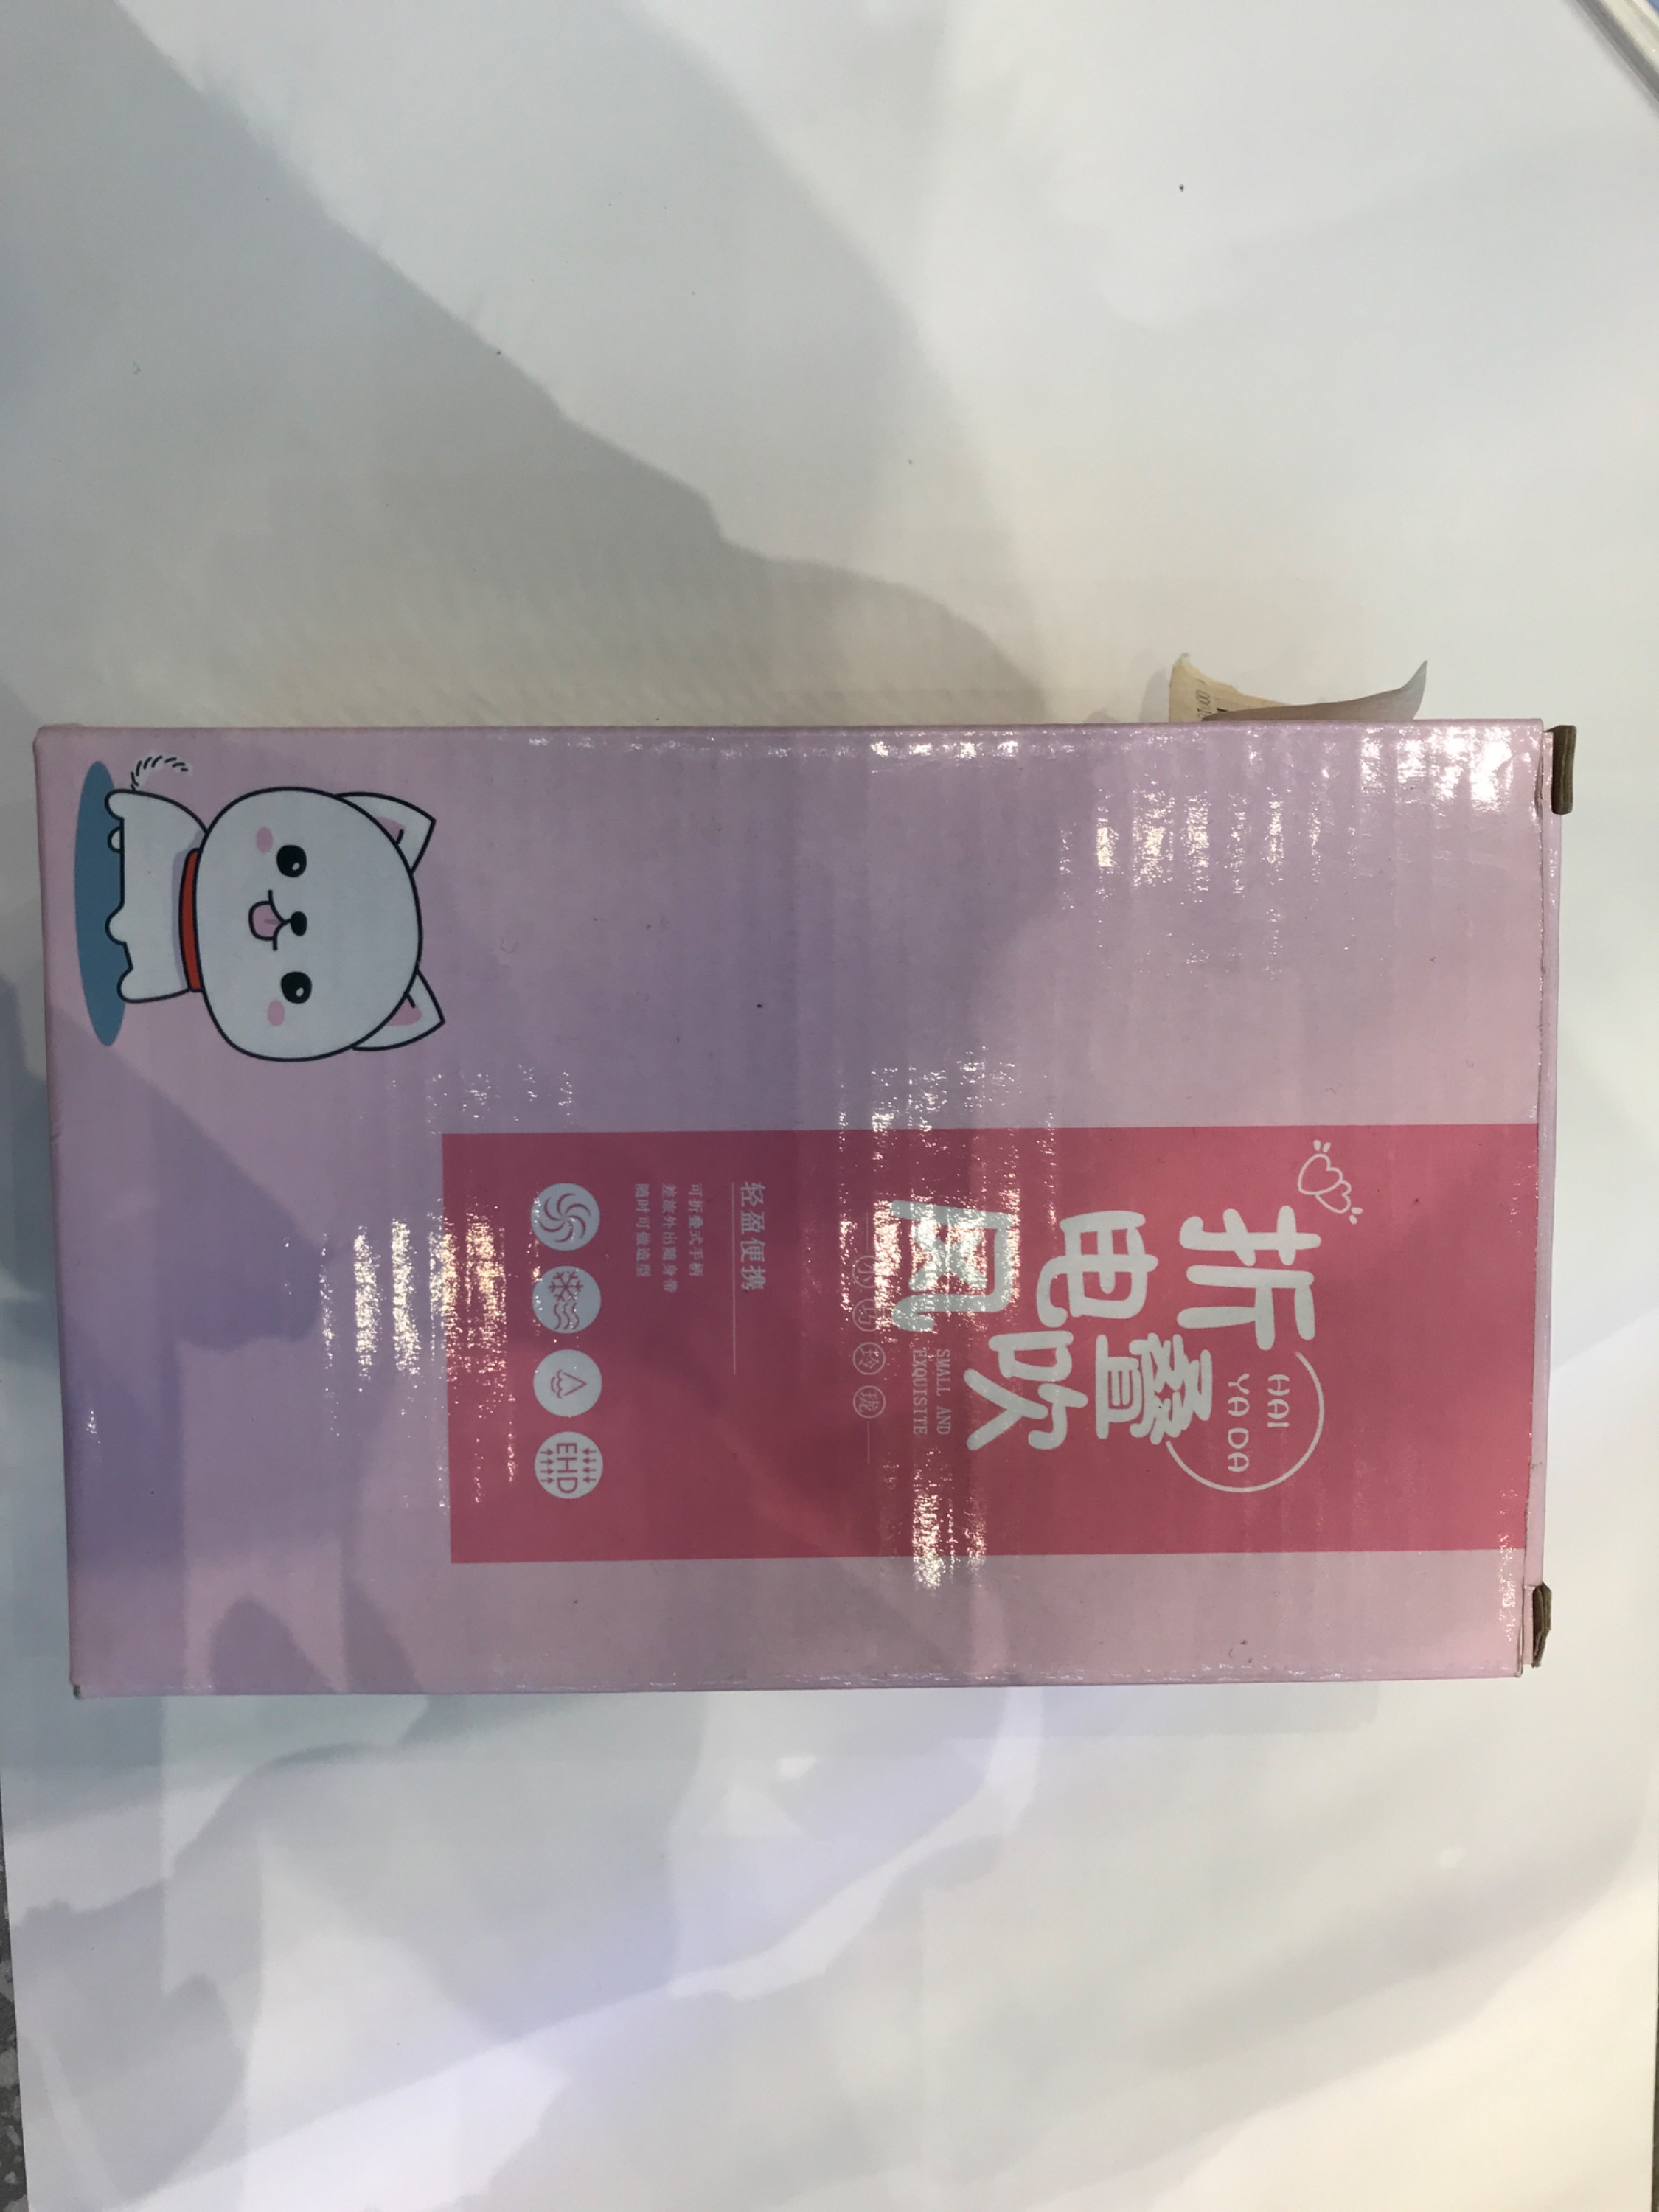 折叠
HAI
YA DA
电吹
风
SMALL AND
EXQUISITE
小巧玲珑
轻盈便携
可折叠式手柄
差旅外出随身带
随时可做造型
EHD